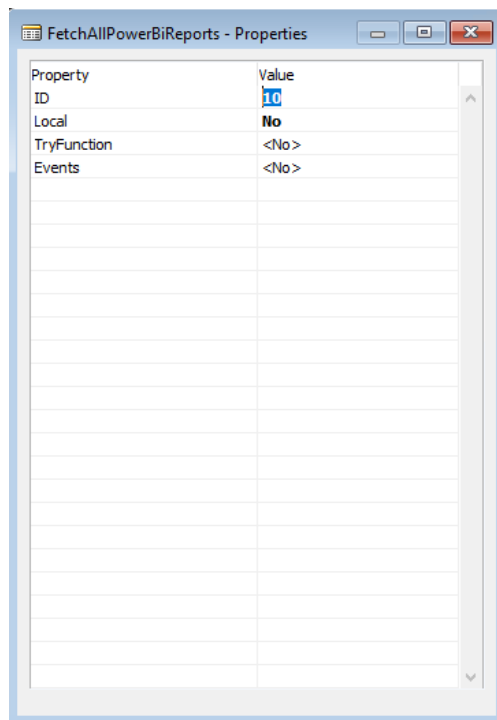 FetchAllPowerBiReports - Properties
Property Value
ID 10
Local No
TryFunction <No>
Events <No>